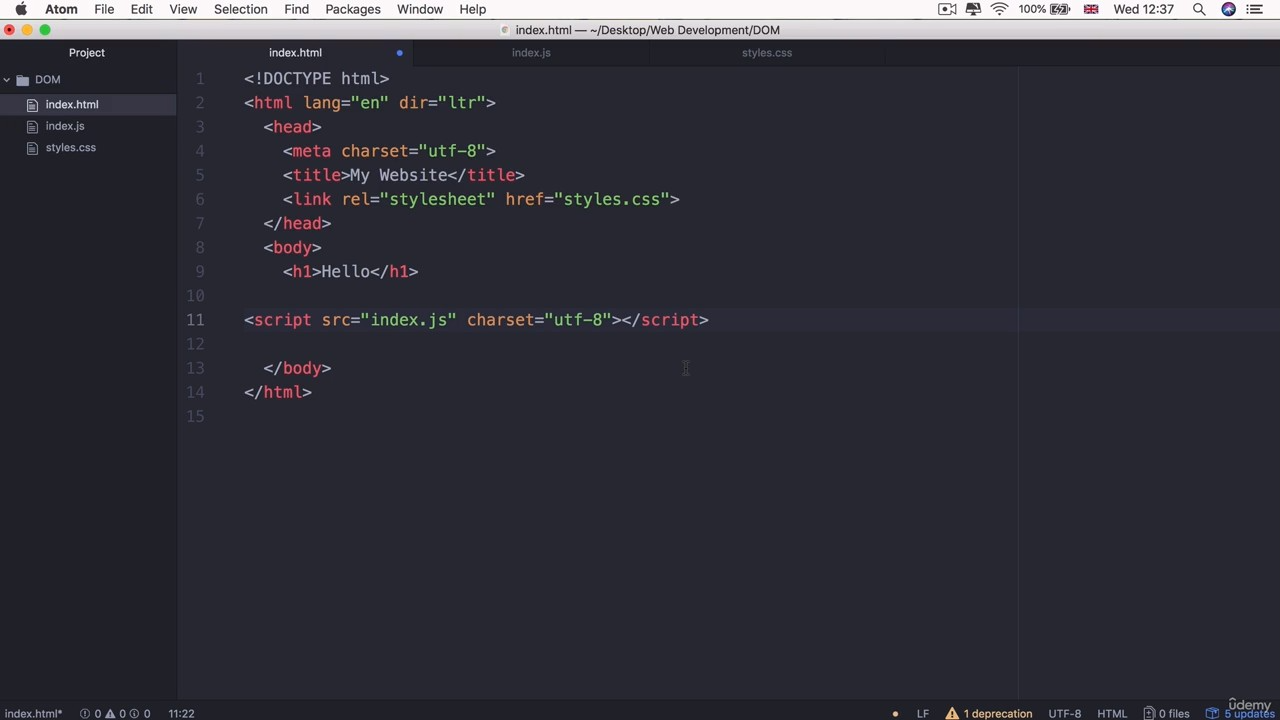 Atom File Edit View Selection Find Packages Window Help 100% Wed 12:37
index.html — ~/Desktop/Web Development/DOM
Project index.html index.js styles.css
DOM
index.html
index.js
styles.css
1 <!DOCTYPE html>
2 <html lang="en" dir="ltr">
3 <head>
4 <meta charset="utf-8">
5 <title>My Website</title>
6 <link rel="stylesheet" href="styles.css">
7 </head>
8 <body>
9 <h1>Hello</h1>
10
11 <script src="index.js" charset="utf-8"></script>
12
13 </body>
14 </html>
15
index.html* 0 0 0 11:22 LF 1 deprecation UTF-8 HTML 0 files 5 updates
ûdemy